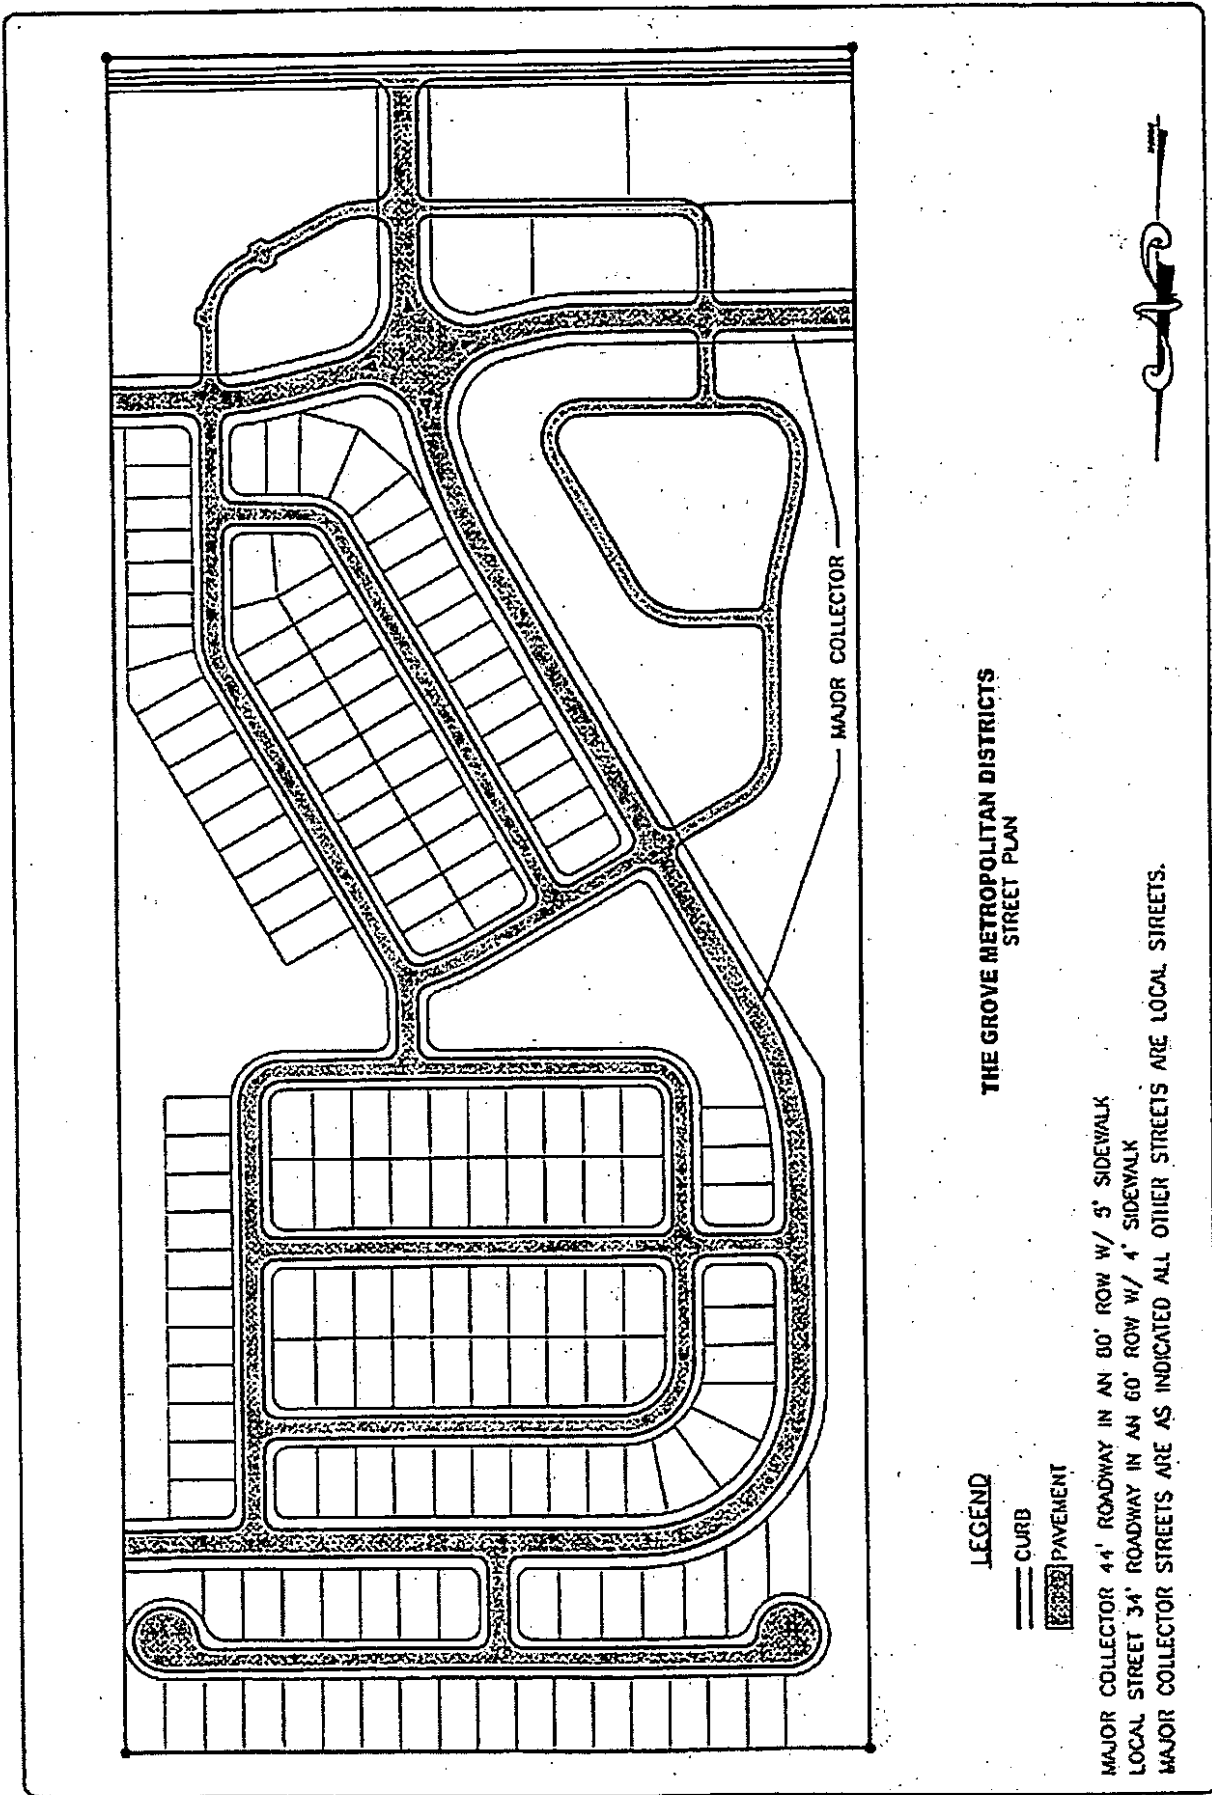 MAJOR COLLECTOR
THE GROVE METROPOLITAN DISTRICTS
STREET PLAN
LEGEND
CURB
PAVEMENT
MAJOR COLLECTOR 44' ROADWAY IN AN 80' ROW W/ 5' SIDEWALK
LOCAL STREET 34' ROADWAY IN AN 60' ROW W/ 4' SIDEWALK
MAJOR COLLECTOR STREETS ARE AS INDICATED ALL OTHER STREETS ARE LOCAL STREETS.